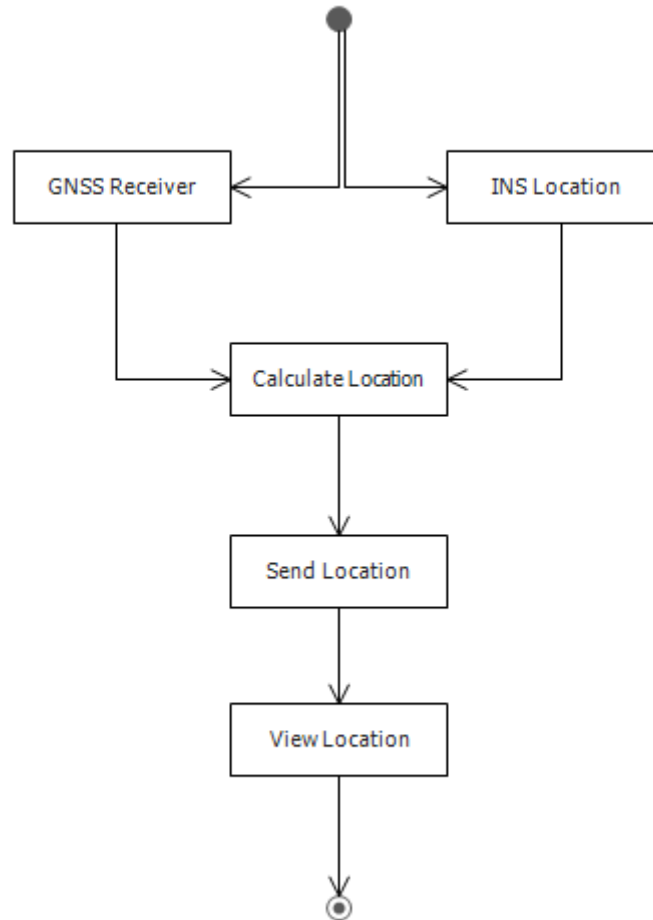 GNSS Receiver
INS Location
Calculate Location
Send Location
View Location